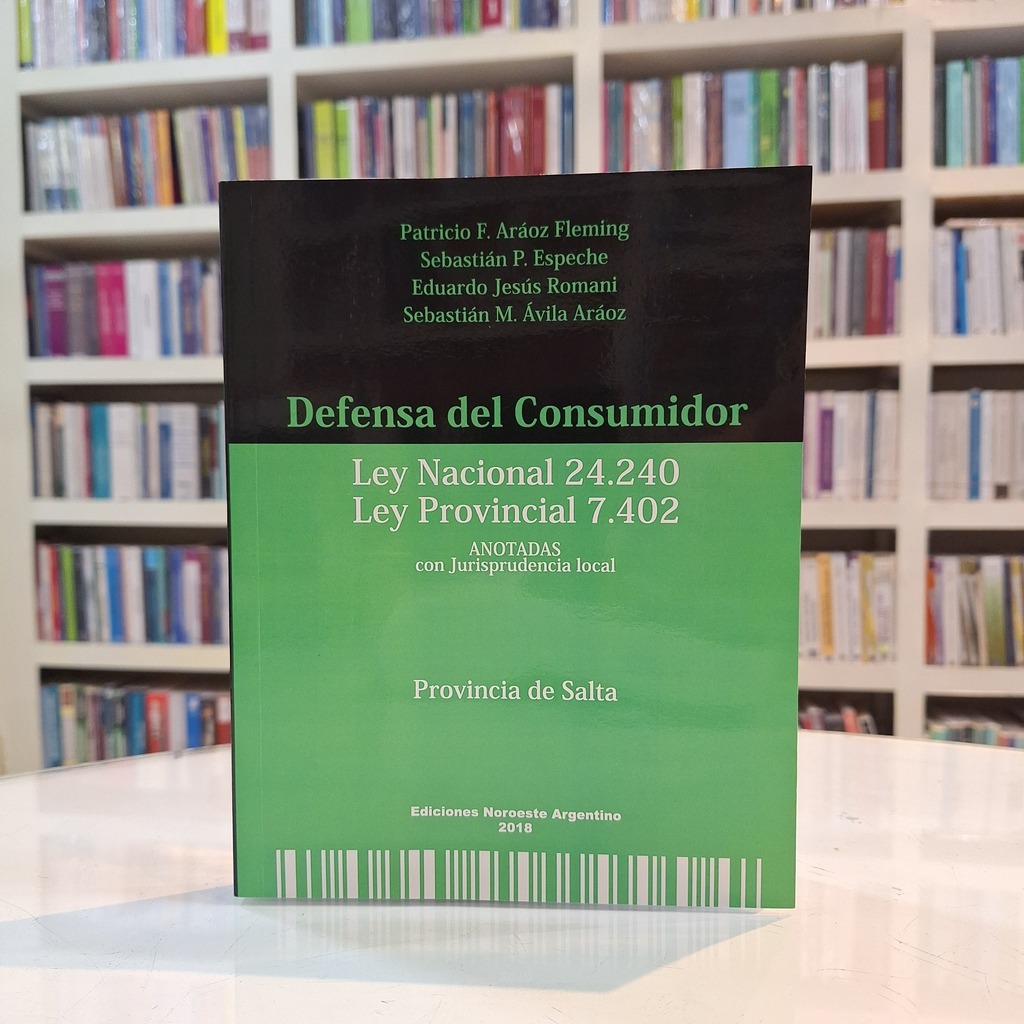 Patricio F. Aráoz Fleming
Sebastián P. Espeche
Eduardo Jesús Romani
Sebastián M. Ávila Aráoz
Defensa del Consumidor
Ley Nacional 24.240
Ley Provincial 7.402
ANOTADAS
con Jurisprudencia local
Provincia de Salta
Ediciones Noroeste Argentino
2018